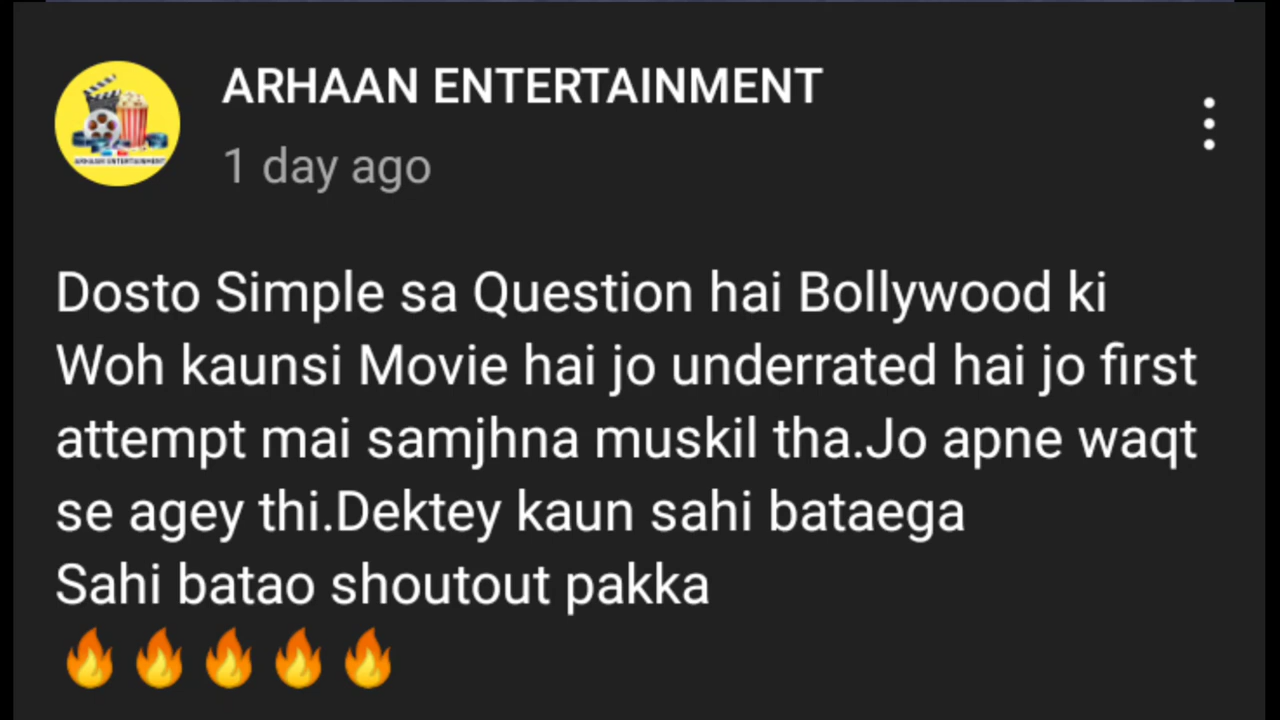 ARHAAN ENTERTAINMENT
1 day ago
ARHAAN ENTERTAINMENT
Dosto Simple sa Question hai Bollywood ki
Woh kaunsi Movie hai jo underrated hai jo first
attempt mai samjhna muskil tha.Jo apne waqt
se agey thi.Dektey kaun sahi bataega
Sahi batao shoutout pakka
🔥🔥🔥🔥🔥